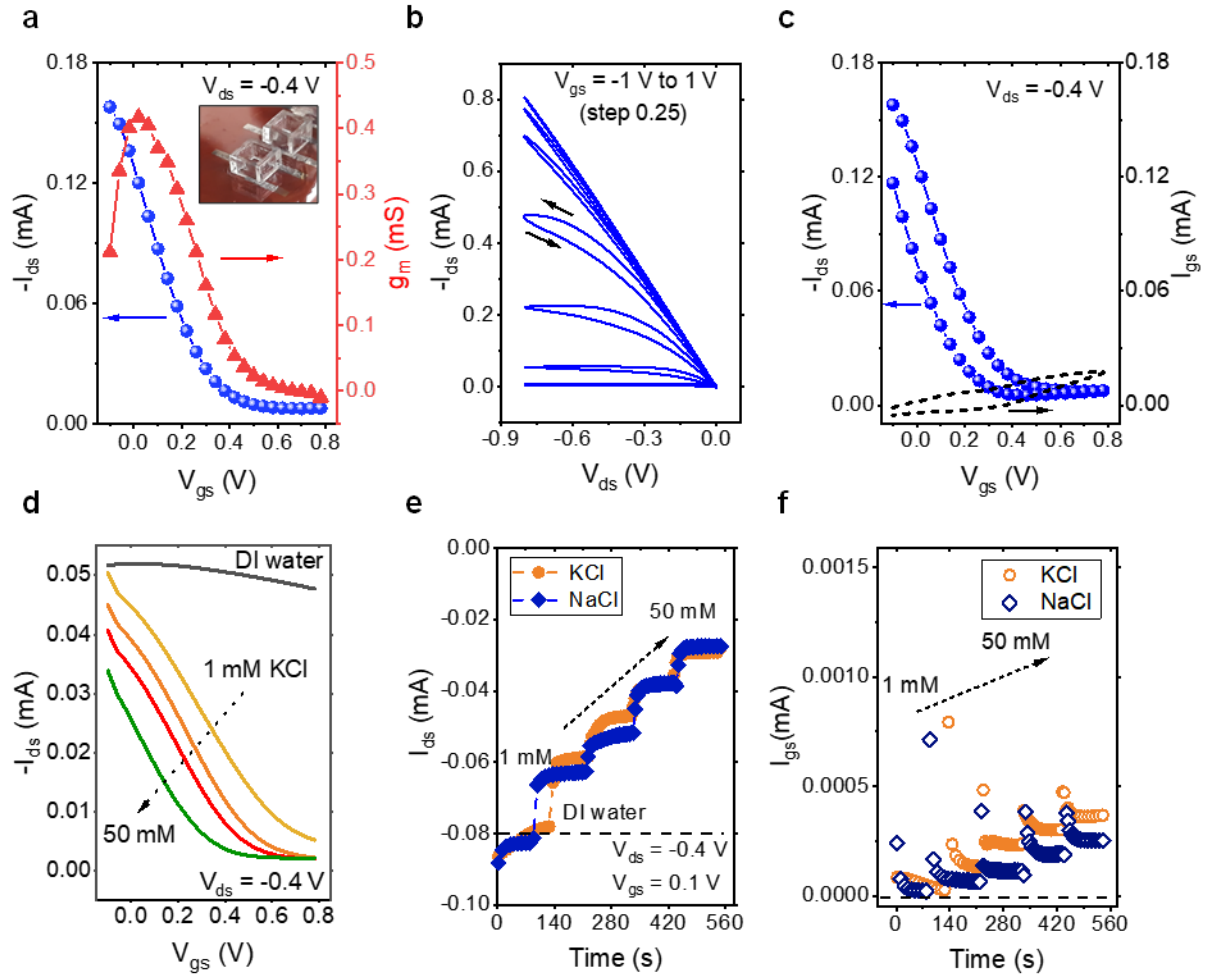 a
0.18
0.12
0.06
0.00
-I_ds (mA)
0.0 0.2 0.4 0.6 0.8
V_gs (V)
V_ds = -0.4 V
0.5
0.4
0.3
0.2
0.1
0.0
g_m (mS)
b
V_gs = -1 V to 1 V
(step 0.25)
0.8
0.6
0.4
0.2
0.0
-I_ds (mA)
-0.9 -0.6 -0.3 0.0
V_ds (V)
c
0.18
0.12
0.06
0.00
-I_ds (mA)
V_ds = -0.4 V
0.18
0.12
0.06
0.00
I_gs (mA)
0.0 0.2 0.4 0.6 0.8
V_gs (V)
d
0.05
0.04
0.03
0.02
0.01
0.00
-I_ds (mA)
DI water
1 mM KCl
50 mM
V_ds = -0.4 V
0.0 0.2 0.4 0.6 0.8
V_gs (V)
e
0.00
-0.02
-0.04
-0.06
-0.08
-0.10
I_ds (mA)
KCl
NaCl
50 mM
1 mM
DI water
V_ds = -0.4 V
V_gs = 0.1 V
0 140 280 420 560
Time (s)
f
0.0015
0.0010
0.0005
0.0000
I_gs(mA)
KCl
NaCl
50 mM
1 mM
0 140 280 420 560
Time (s)